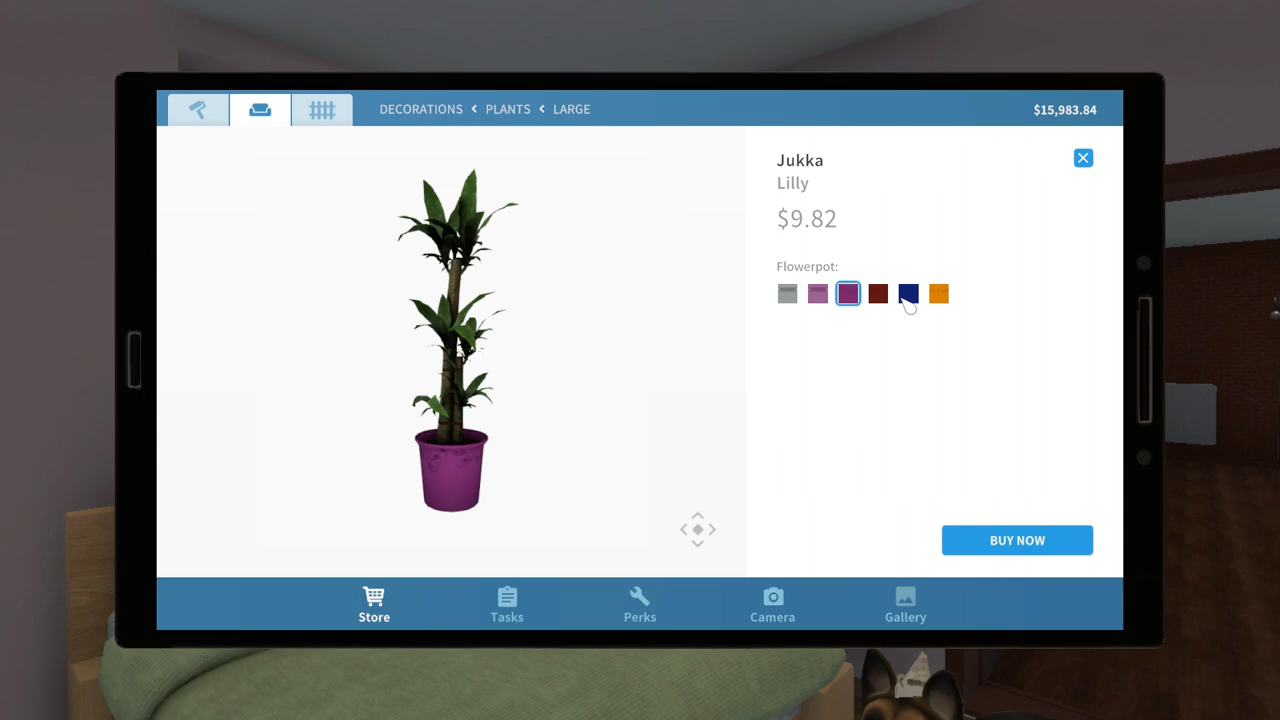 DECORATIONS < PLANTS < LARGE
$15,983.84
Jukka
Lilly
$9.82
Flowerpot:
BUY NOW
Store
Tasks
Perks
Camera
Gallery